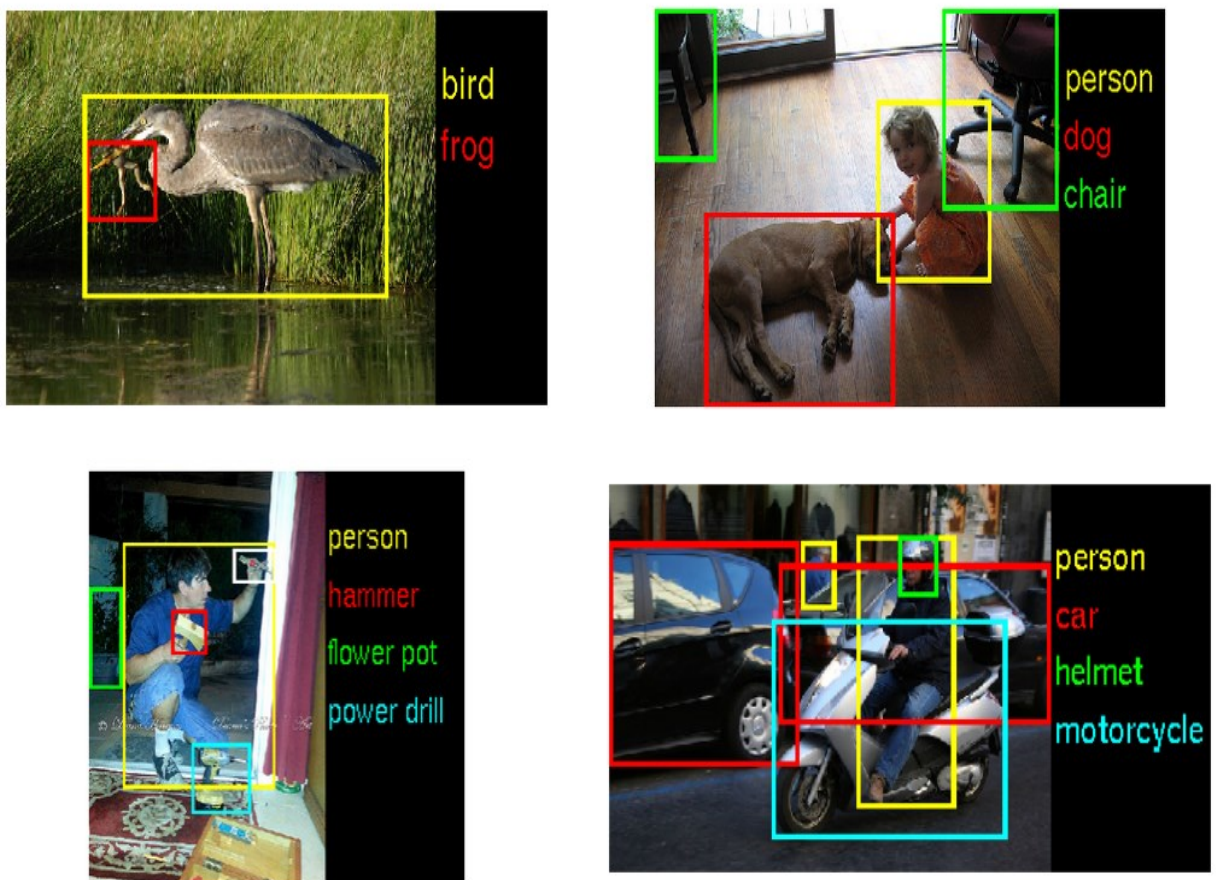 bird
frog
person
dog
chair
person
hammer
flower pot
power drill
person
car
helmet
motorcycle